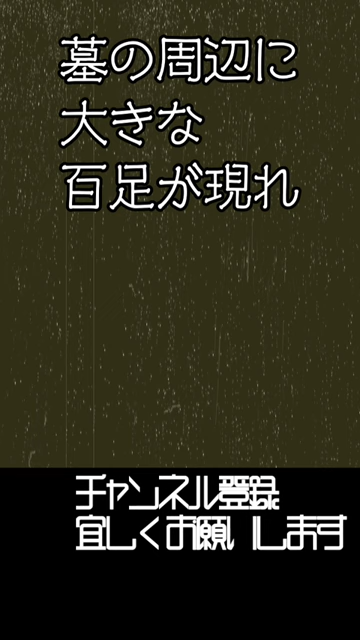 墓の周辺に
大きな
百足が現れ
チャンネル登録
宜しくお願いします